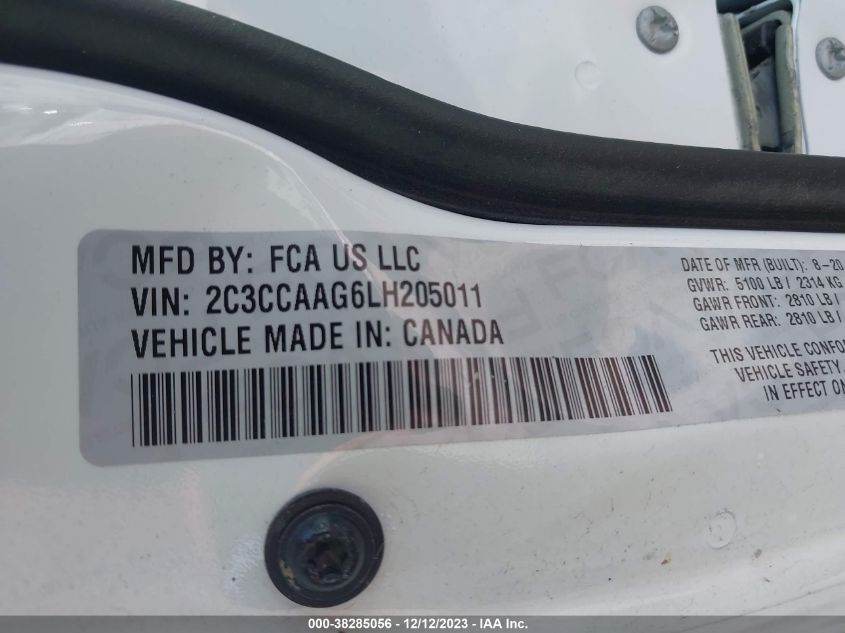 MFD BY: FCA US LLC
VIN: 2C3CCAAG6LH205011
VEHICLE MADE IN: CANADA
DATE OF MFR (BUILT): 8-20
GVWR: 5100 LB / 2314 KG
GAWR FRONT: 2810 LB /
GAWR REAR: 2810 LB /
THIS VEHICLE
VEHICLE SAFETY
IN EFFECT ON
000-38285056 - 12/12/2023 - IAA Inc.